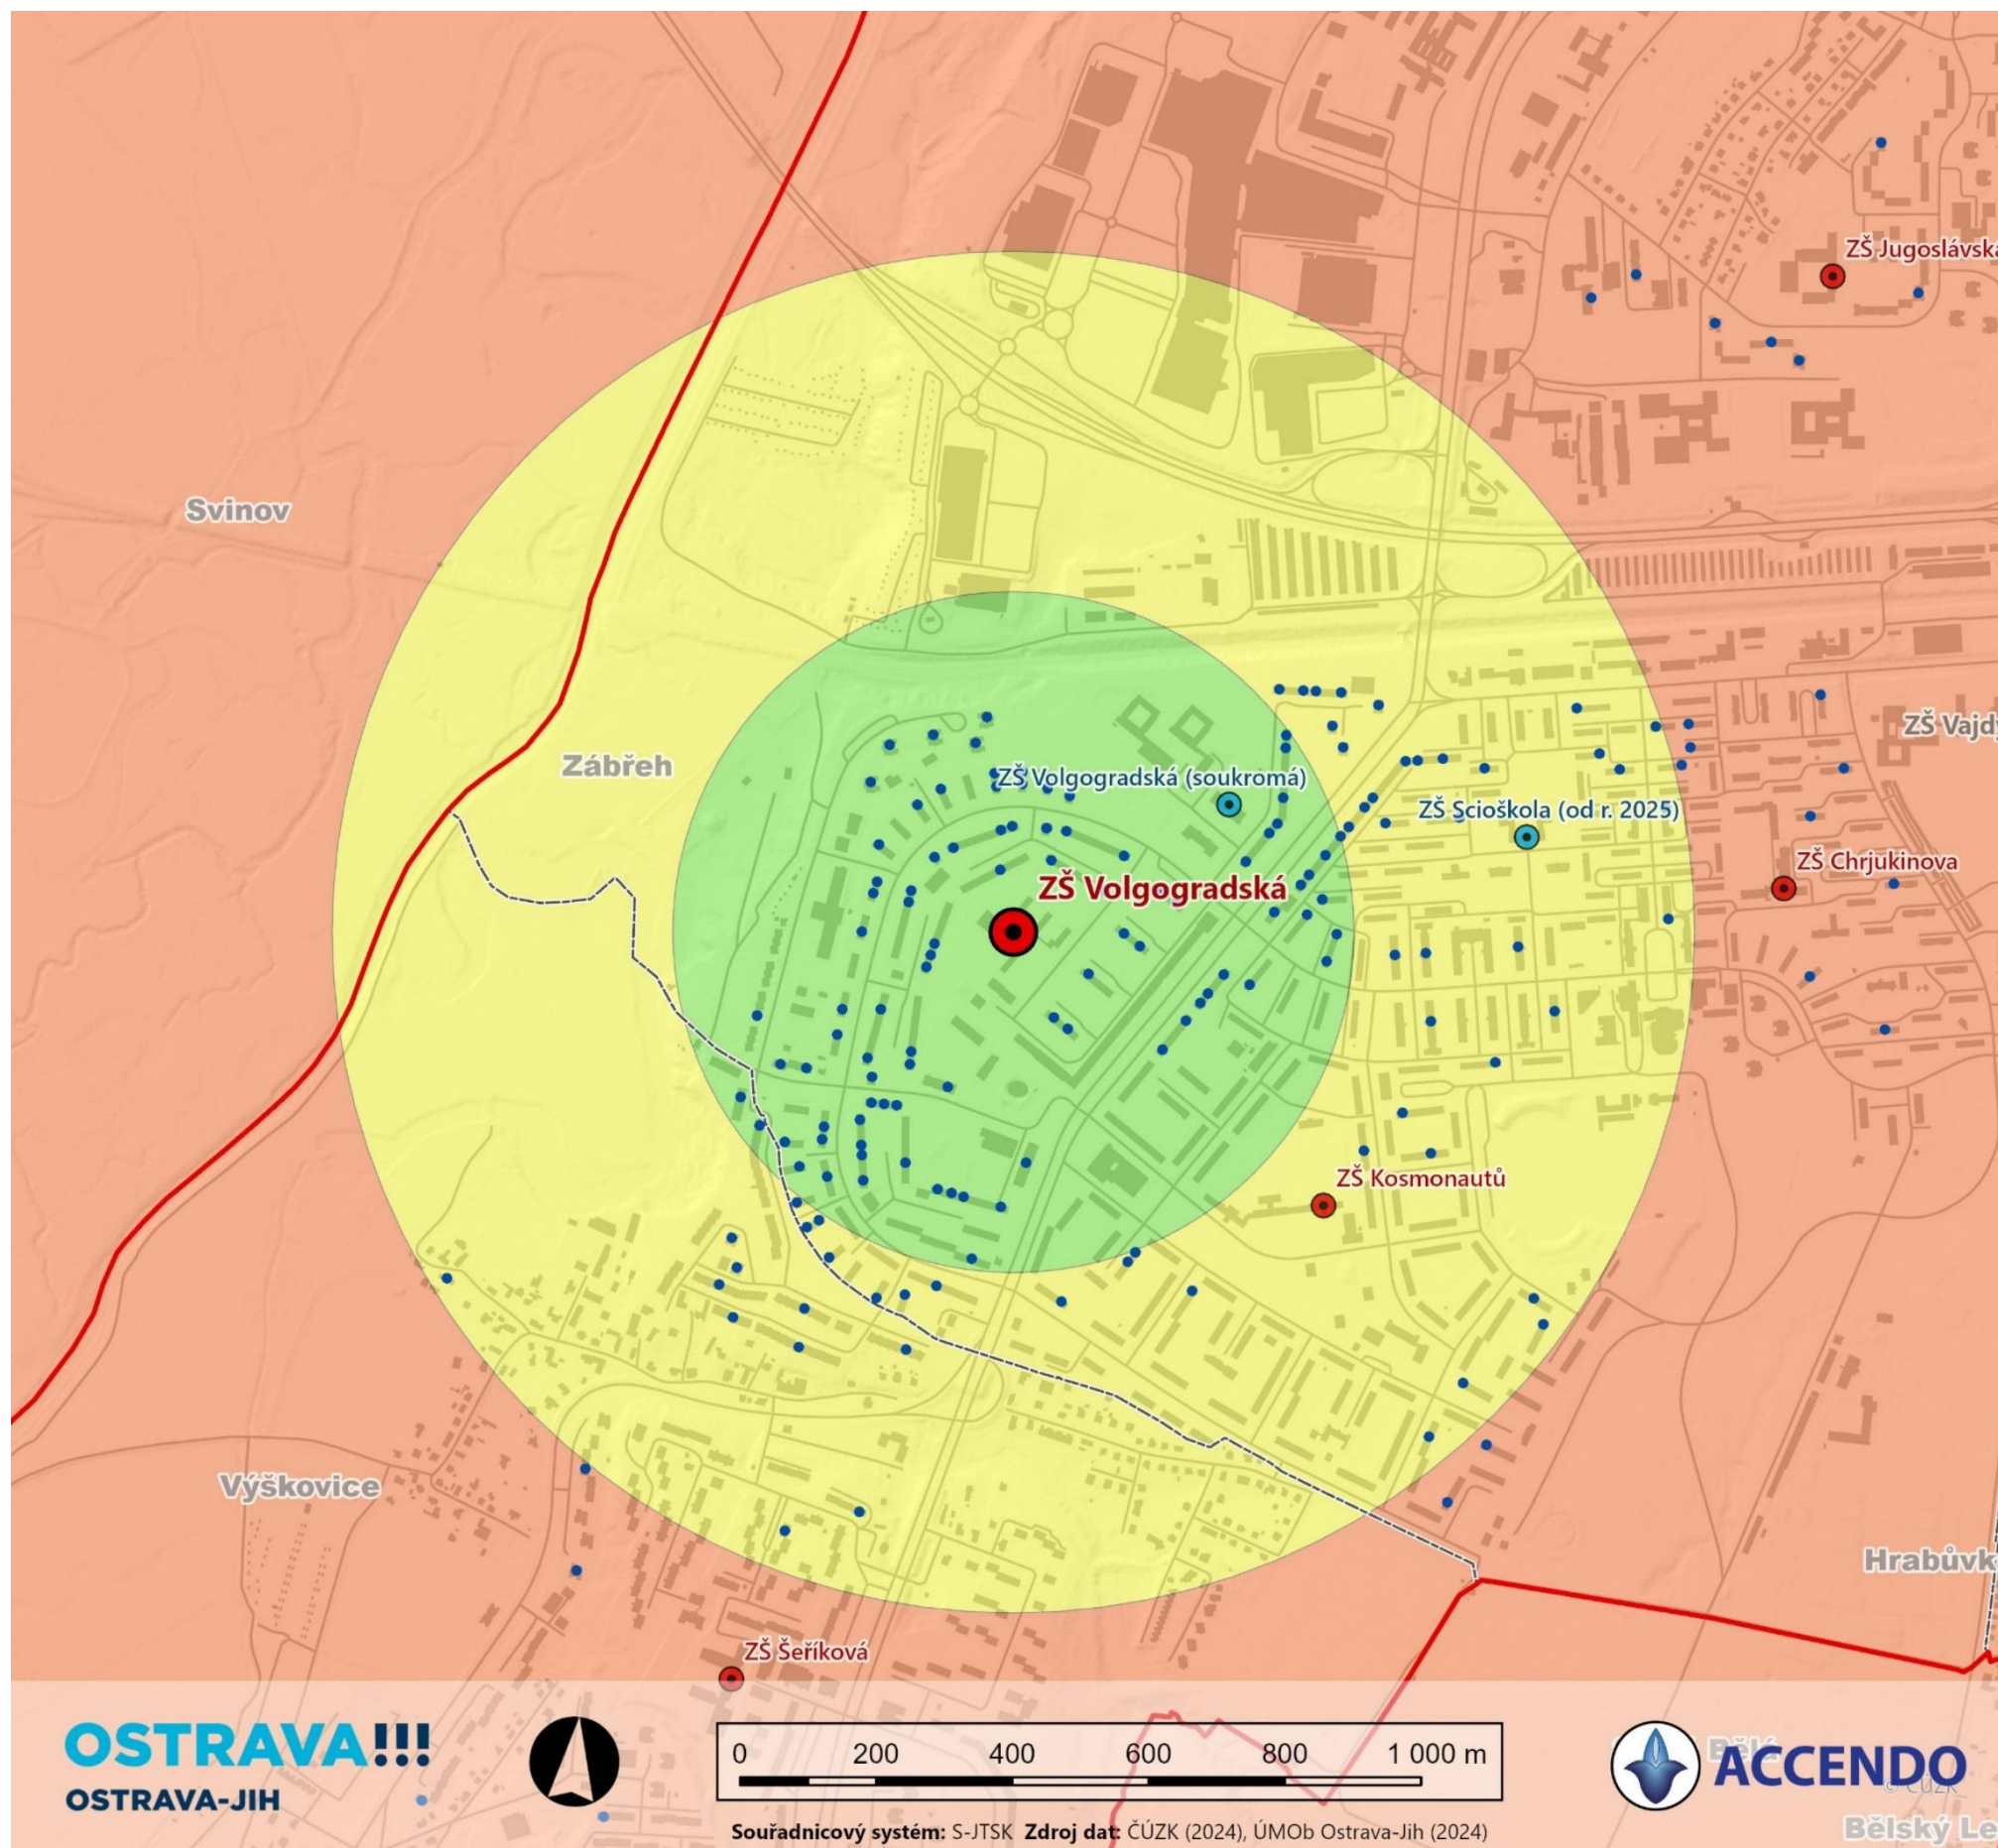 ZŠ Jugoslávská
Svinov
ZŠ Vajd
Zábřeh
ZŠ Volgogradská (soukromá)
ZŠ Scioškola (od r. 2025)
ZŠ Chrjukinova
ZŠ Volgogradská
ZŠ Kosmonautů
Výškovice
Hrabůvk
ZŠ Šeříková
OSTRAVA!!!
OSTRAVA-JIH
0 200 400 600 800 1 000 m
ACCENDO
© ČÚZK
Souřadnicový systém: S-JTSK Zdroj dat: ČÚZK (2024), ÚMOb Ostrava-Jih (2024)
Bělský Le